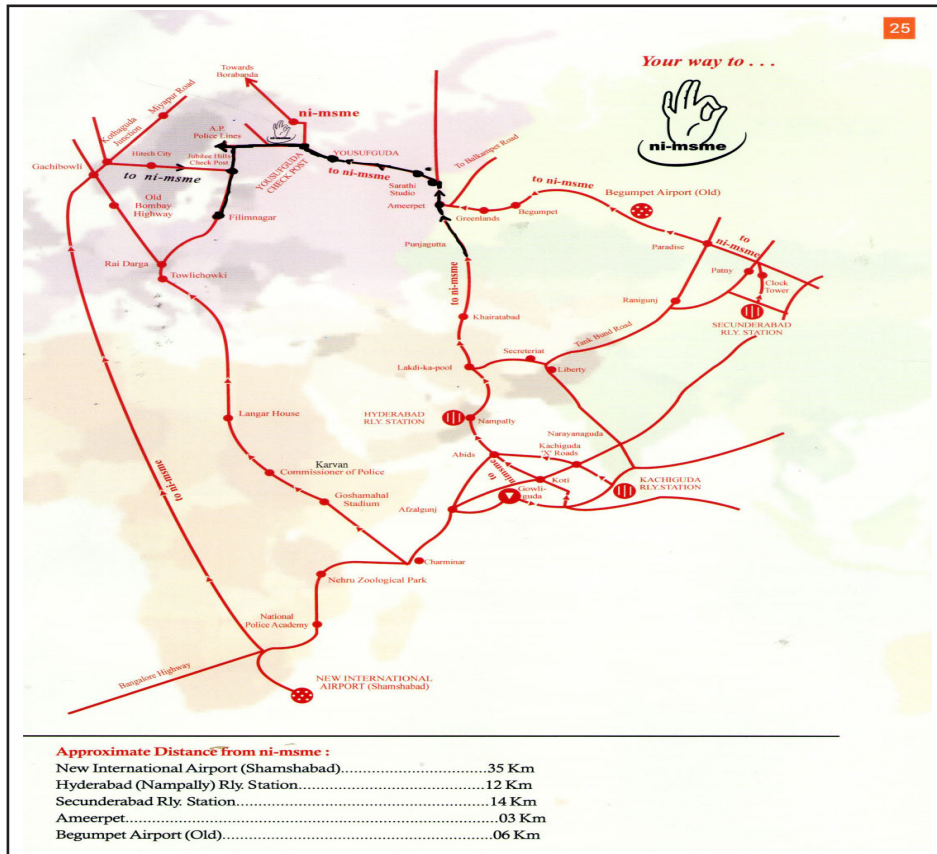 25
Your way to . . .
ni-msme
Towards
Borabanda
ni-msme
Miyapur Road
Kothaguda
Junction
A.P.
Police Lines
Hitech City
Jubilee Hills
Check Post
Gachibowli
to ni-msme
YOUSUFGUDA
CHECK POST
YOUSUFGUDA
to ni-msme
Sarathi
Studio
To Balkampet Road
to ni-msme
Begumpet Airport (Old)
Old
Bombay
Highway
Filimnagar
Ameerpet
Greenlands
Begumpet
Punjagutta
Paradise
to
ni-msme
Rai Darga
Towlichowki
Patny
Clock
Tower
to ni-msme
Ranigunj
SECUNDERABAD
RLY. STATION
Khairatabad
Tank Bund Road
Secreteriat
Lakdi-ka-pool
Liberty
Langar House
HYDERABAD
RLY. STATION
Nampally
Narayanaguda
Kachiguda
'X' Roads
Abids
Karvan
Commissioner of Police
to
nimsme
Koti
KACHIGUDA
RLY.STATION
to ni-msme
Goshamahal
Stadium
Gowli-
guda
Afzalgunj
Charminar
Nehru Zoological Park
National
Police Academy
Bangalore Highway
NEW INTERNATIONAL
AIRPORT (Shamshabad)
Approximate Distance from ni-msme :
New International Airport (Shamshabad)..............................35 Km
Hyderabad (Nampally) Rly. Station.................................12 Km
Secunderabad Rly. Station....................................................14 Km
Ameerpet.............................................................................03 Km
Begumpet Airport (Old)........................................................06 Km